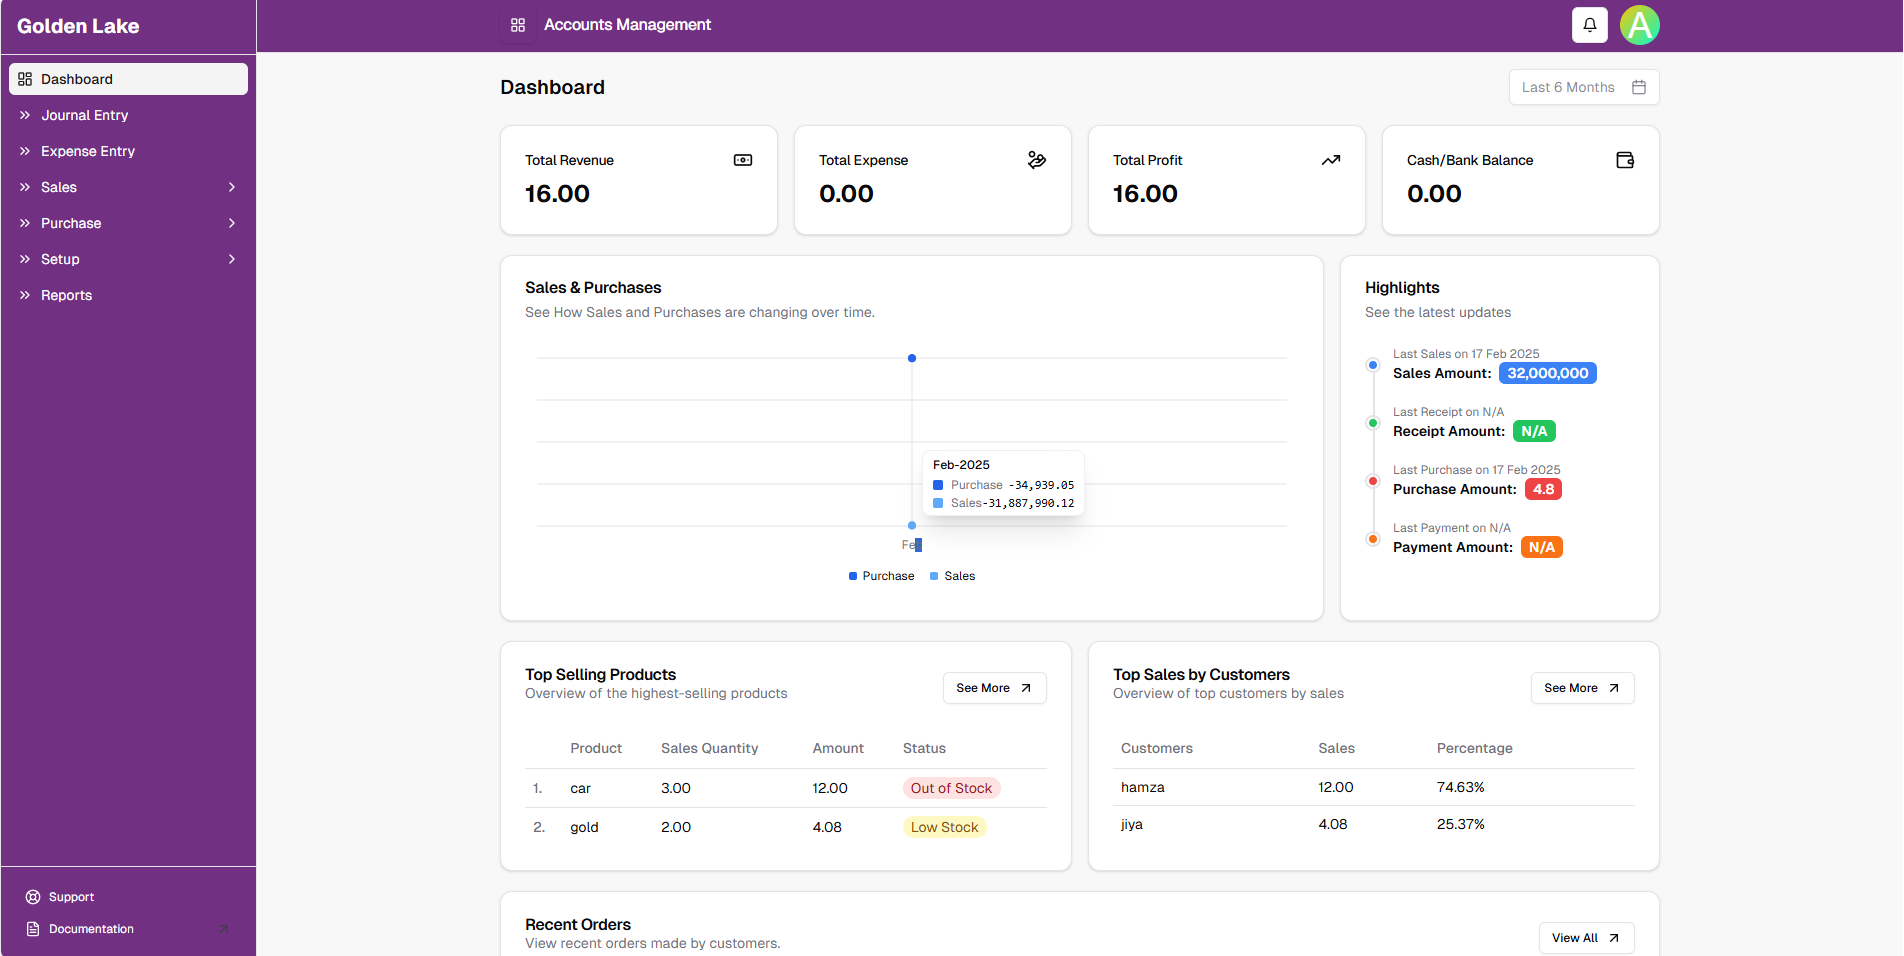 Golden Lake
Accounts Management
A
Dashboard
Journal Entry
Expense Entry
Sales
Purchase
Setup
Reports
Support
Documentation
Dashboard
Last 6 Months
Total Revenue
16.00
Total Expense
0.00
Total Profit
16.00
Cash/Bank Balance
0.00
Sales & Purchases
See How Sales and Purchases are changing over time.
Feb-2025
Purchase -34,939.05
Sales-31,887,990.12
Fe
Purchase Sales
Highlights
See the latest updates
Last Sales on 17 Feb 2025
Sales Amount: 32,000,000
Last Receipt on N/A
Receipt Amount: N/A
Last Purchase on 17 Feb 2025
Purchase Amount: 4.8
Last Payment on N/A
Payment Amount: N/A
Top Selling Products
Overview of the highest-selling products
See More
Product Sales Quantity Amount Status
1. car 3.00 12.00 Out of Stock
2. gold 2.00 4.08 Low Stock
Top Sales by Customers
Overview of top customers by sales
See More
Customers Sales Percentage
hamza 12.00 74.63%
jiya 4.08 25.37%
Recent Orders
View recent orders made by customers.
View All